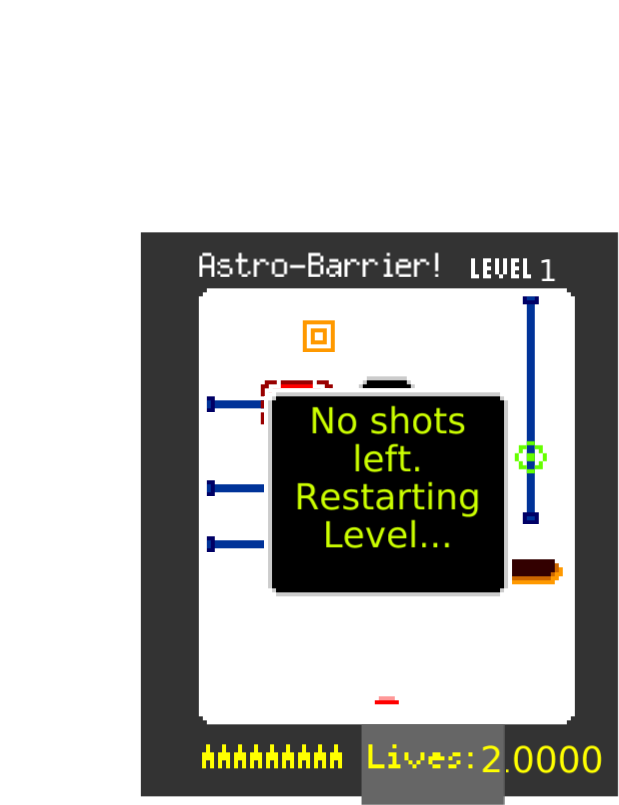 Astro-Barrier! LEVEL 1
No shots
left.
Restarting
Level...
Lives:2.0000